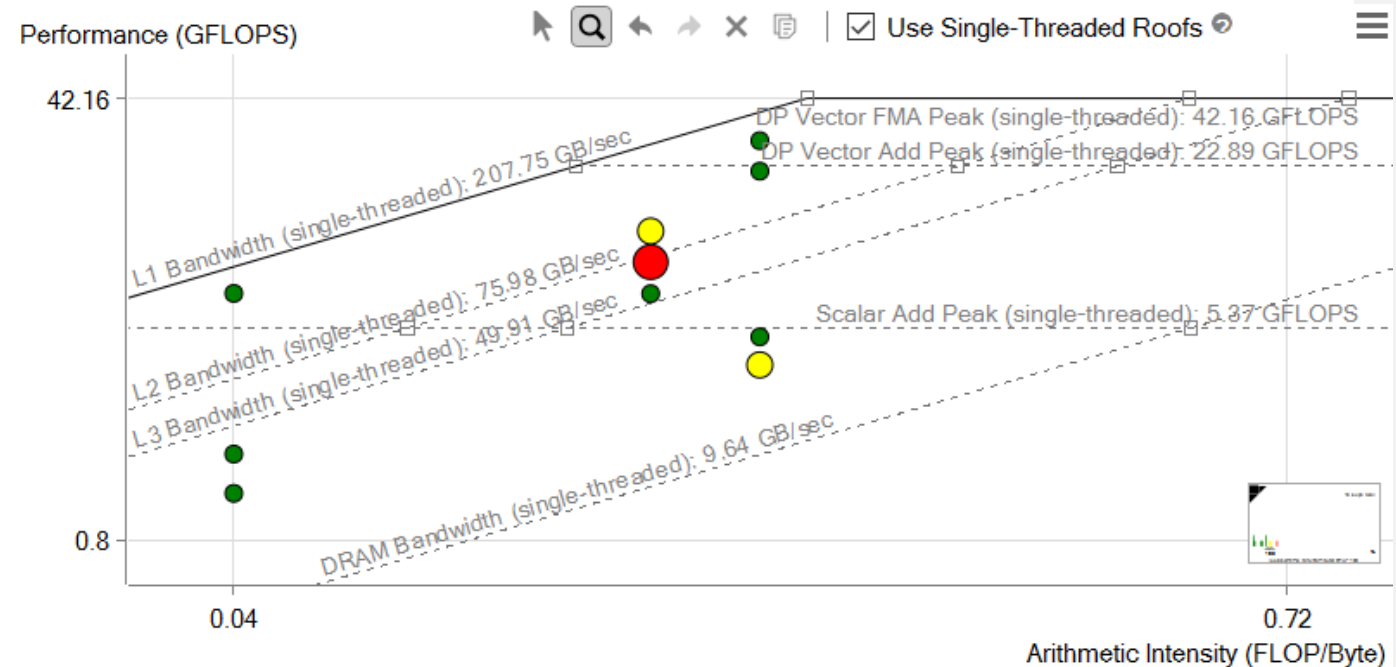 Performance (GFLOPS)
Use Single-Threaded Roofs
42.16
DP Vector FMA Peak (single-threaded): 42.16 GFLOPS
L1 Bandwidth (single-threaded): 207.75 GB/sec
DP Vector Add Peak (single-threaded): 22.89 GFLOPS
L2 Bandwidth (single-threaded): 75.98 GB/sec
L3 Bandwidth (single-threaded): 49.91 GB/sec
Scalar Add Peak (single-threaded): 5.37 GFLOPS
DRAM Bandwidth (single-threaded): 9.64 GB/sec
0.8
0.04
0.72
Arithmetic Intensity (FLOP/Byte)